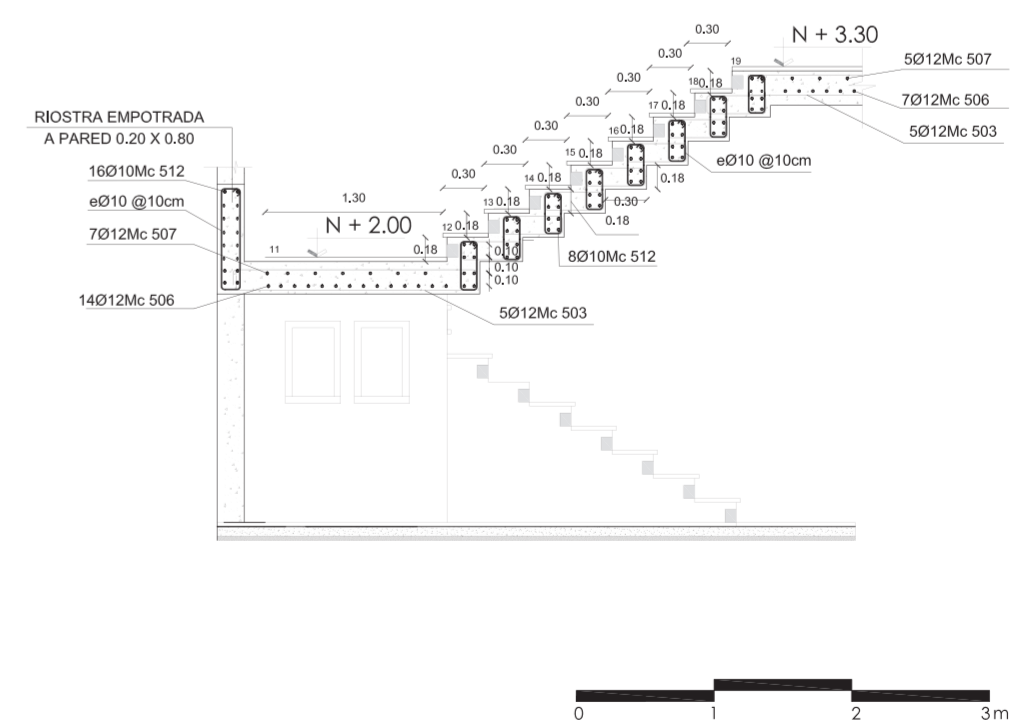 0.30
N + 3.30
0.30
19
5Ø12Mc 507
0.30
18
0.18
7Ø12Mc 506
0.30
17
0.18
5Ø12Mc 503
RIOSTRA EMPOTRADA
A PARED 0.20 X 0.80
0.30
16
0.18
eØ10 @10cm
0.30
15
0.18
0.18
16Ø10Mc 512
0.30
14
0.18
0.30
eØ10 @10cm
1.30
13
0.18
0.18
N + 2.00
12
0.18
7Ø12Mc 507
11
0.18
0.10
0.10
0.10
8Ø10Mc 512
14Ø12Mc 506
5Ø12Mc 503
0
1
2
3m